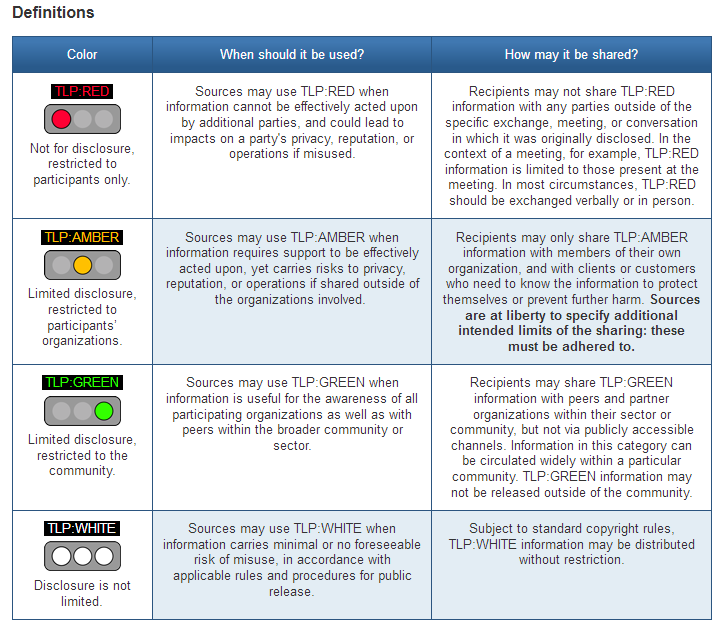 Definitions
Color
When should it be used?
How may it be shared?
TLP:RED
Not for disclosure,
restricted to
participants only.
Sources may use TLP:RED when
information cannot be effectively acted upon
by additional parties, and could lead to
impacts on a party's privacy, reputation, or
operations if misused.
Recipients may not share TLP:RED
information with any parties outside of the
specific exchange, meeting, or conversation
in which it was originally disclosed. In the
context of a meeting, for example, TLP:RED
information is limited to those present at the
meeting. In most circumstances, TLP:RED
should be exchanged verbally or in person.
TLP:AMBER
Limited disclosure,
restricted to
participants’
organizations.
Sources may use TLP:AMBER when
information requires support to be effectively
acted upon, yet carries risks to privacy,
reputation, or operations if shared outside of
the organizations involved.
Recipients may only share TLP:AMBER
information with members of their own
organization, and with clients or customers
who need to know the information to protect
themselves or prevent further harm. Sources
are at liberty to specify additional
intended limits of the sharing: these
must be adhered to.
TLP:GREEN
Limited disclosure,
restricted to the
community.
Sources may use TLP:GREEN when
information is useful for the awareness of all
participating organizations as well as with
peers within the broader community or
sector.
Recipients may share TLP:GREEN
information with peers and partner
organizations within their sector or
community, but not via publicly accessible
channels. Information in this category can
be circulated widely within a particular
community. TLP:GREEN information may
not be released outside of the community.
TLP:WHITE
Disclosure is not
limited.
Sources may use TLP:WHITE when
information carries minimal or no foreseeable
risk of misuse, in accordance with
applicable rules and procedures for public
release.
Subject to standard copyright rules,
TLP:WHITE information may be distributed
without restriction.